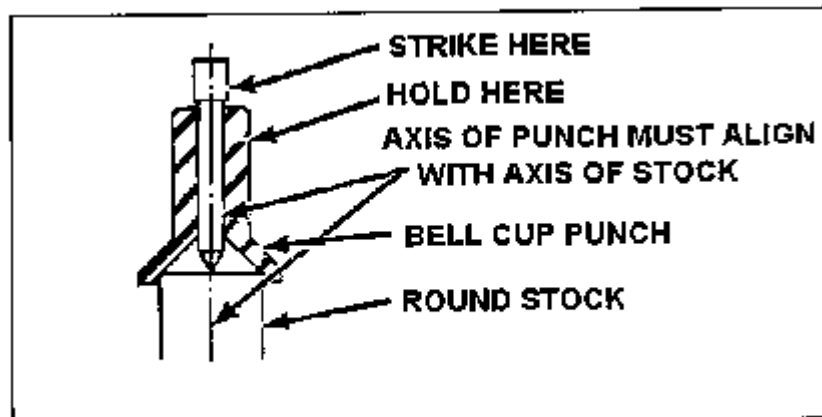 STRIKE HERE
HOLD HERE
AXIS OF PUNCH MUST ALIGN
WITH AXIS OF STOCK
BELL CUP PUNCH
ROUND STOCK